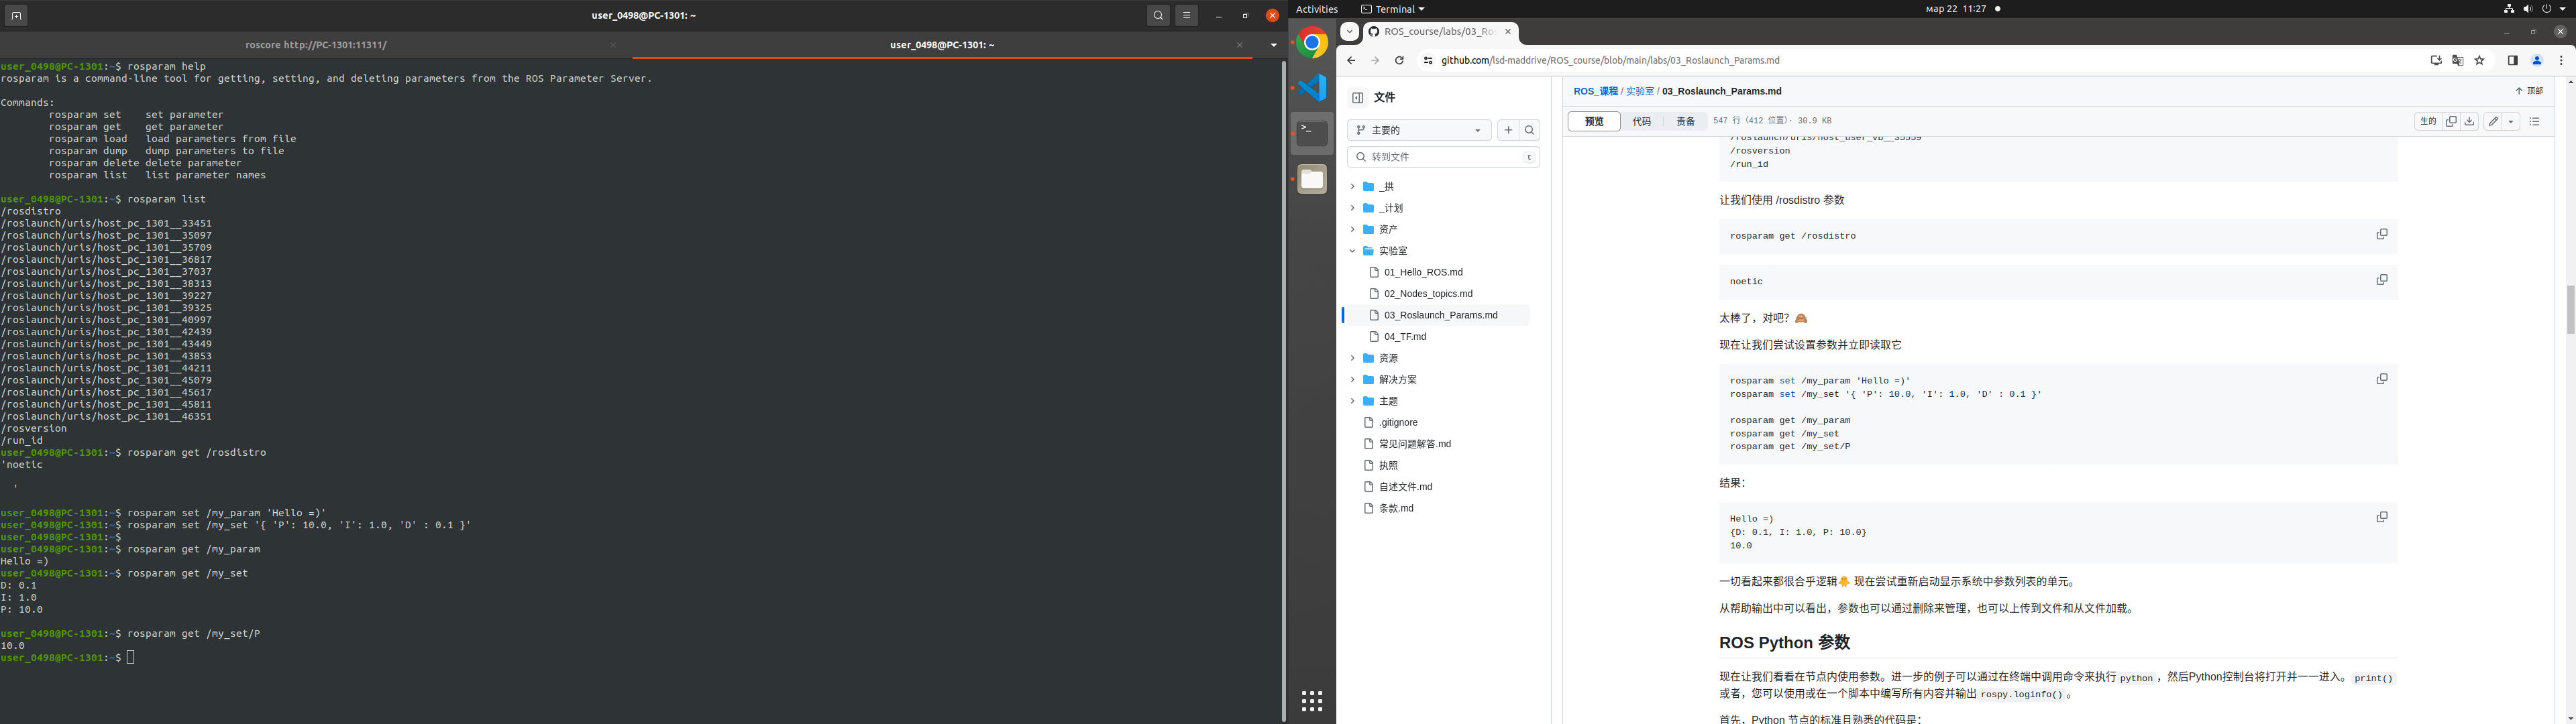 user_0498@PC-1301: ~
roscore http://PC-1301:11311/
user_0498@PC-1301: ~
user_0498@PC-1301:~$ rosparam help
rosparam is a command-line tool for getting, setting, and deleting parameters from the ROS Parameter Server.
Commands:
rosparam set set parameter
rosparam get get parameter
rosparam load load parameters from file
rosparam dump dump parameters to file
rosparam delete delete parameter
rosparam list list parameter names
user_0498@PC-1301:~$ rosparam list
/rosdistro
/roslaunch/uris/host_pc_1301__33451
/roslaunch/uris/host_pc_1301__35097
/roslaunch/uris/host_pc_1301__35709
/roslaunch/uris/host_pc_1301__36817
/roslaunch/uris/host_pc_1301__37037
/roslaunch/uris/host_pc_1301__38313
/roslaunch/uris/host_pc_1301__39227
/roslaunch/uris/host_pc_1301__39325
/roslaunch/uris/host_pc_1301__40997
/roslaunch/uris/host_pc_1301__42439
/roslaunch/uris/host_pc_1301__43449
/roslaunch/uris/host_pc_1301__43853
/roslaunch/uris/host_pc_1301__44211
/roslaunch/uris/host_pc_1301__45079
/roslaunch/uris/host_pc_1301__45617
/roslaunch/uris/host_pc_1301__45811
/roslaunch/uris/host_pc_1301__46351
/rosversion
/run_id
user_0498@PC-1301:~$ rosparam get /rosdistro
'noetic
'
user_0498@PC-1301:~$ rosparam set /my_param 'Hello =)'
user_0498@PC-1301:~$ rosparam set /my_set '{ 'P': 10.0, 'I': 1.0, 'D' : 0.1 }'
user_0498@PC-1301:~$
user_0498@PC-1301:~$ rosparam get /my_param
Hello =)
user_0498@PC-1301:~$ rosparam get /my_set
D: 0.1
I: 1.0
P: 10.0
user_0498@PC-1301:~$ rosparam get /my_set/P
10.0
user_0498@PC-1301:~$
Activities
Terminal
мар 22 11:27
ROS_course/labs/03_Ro
github.com/lsd-maddrive/ROS_course/blob/main/labs/03_Roslaunch_Params.md
文件
主要的
转到文件
t
_拱
_计划
资产
实验室
01_Hello_ROS.md
02_Nodes_topics.md
03_Roslaunch_Params.md
04_TF.md
资源
解决方案
主题
.gitignore
常见问题解答.md
执照
自述文件.md
条款.md
ROS_课程 / 实验室 / 03_Roslaunch_Params.md
顶部
预览
代码
责备
547 行 (412 位置) · 30.9 KB
生的
/roslaunch/uris/host_user_vb__35559
/rosversion
/run_id
让我们使用 /rosdistro 参数
rosparam get /rosdistro
noetic
太棒了，对吧？🙈
现在让我们尝试设置参数并立即读取它
rosparam set /my_param 'Hello =)'
rosparam set /my_set '{ 'P': 10.0, 'I': 1.0, 'D' : 0.1 }'
rosparam get /my_param
rosparam get /my_set
rosparam get /my_set/P
结果：
Hello =)
{D: 0.1, I: 1.0, P: 10.0}
10.0
一切看起来都很合乎逻辑🐥 现在尝试重新启动显示系统中参数列表的单元。
从帮助输出中可以看出，参数也可以通过删除来管理，也可以上传到文件和从文件加载。
ROS Python 参数
现在让我们看看在节点内使用参数。进一步的例子可以通过在终端中调用命令来执行 python ，然后Python控制台将打开并一一进入。 print()
或者，您可以使用或在一个脚本中编写所有内容并输出 rospy.loginfo() 。
首先，Python 节点的标准且熟悉的代码是：